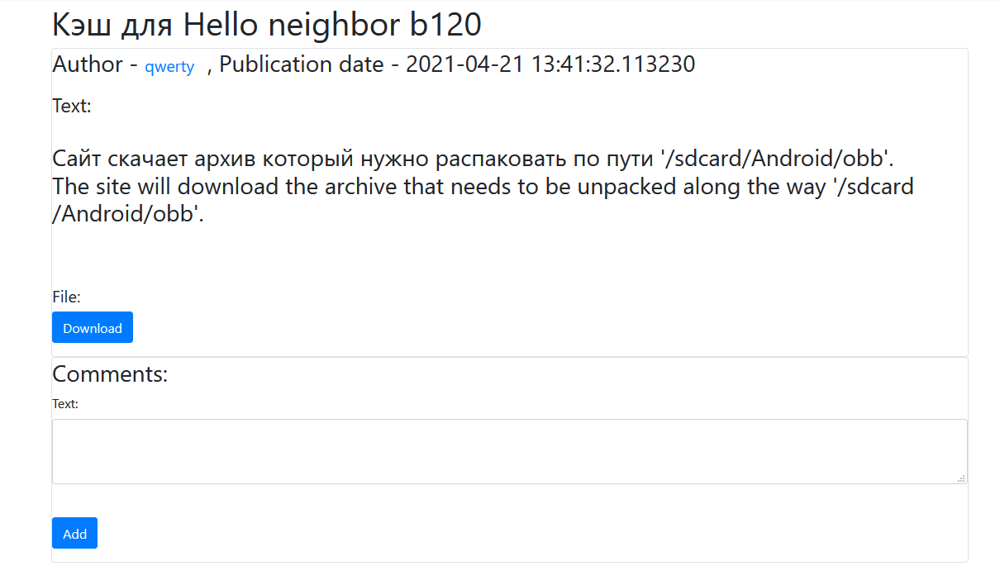 Кэш для Hello neighbor b120
Author - qwerty , Publication date - 2021-04-21 13:41:32.113230
Text:
Сайт скачает архив который нужно распаковать по пути '/sdcard/Android/obb'.
The site will download the archive that needs to be unpacked along the way '/sdcard
/Android/obb'.
File:
Download
Comments:
Text:
Add